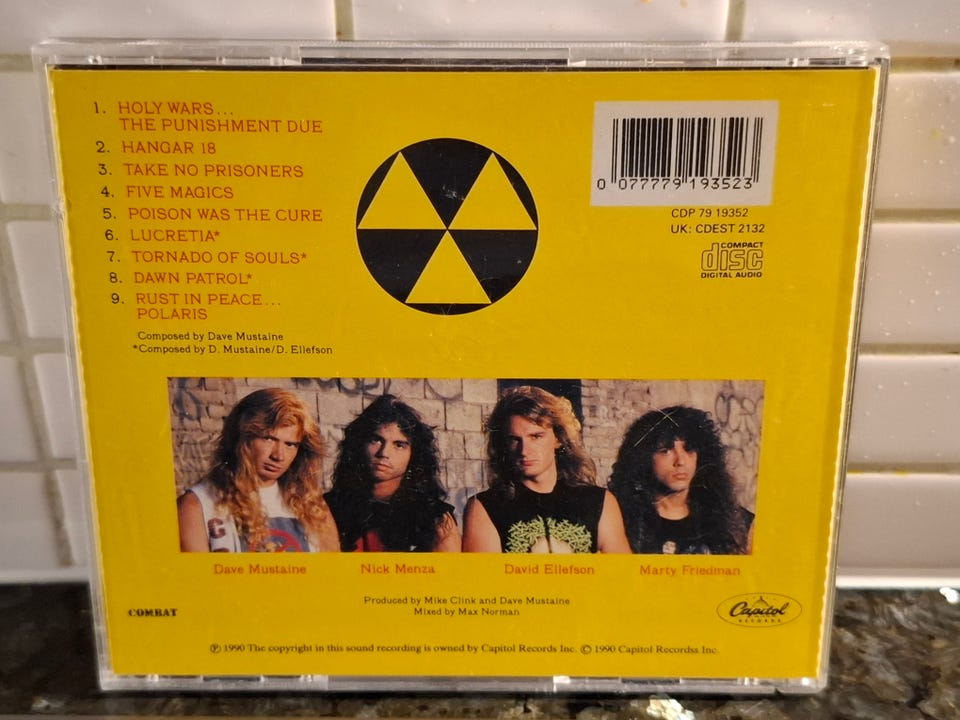 1. HOLY WARS...
THE PUNISHMENT DUE
2. HANGAR 18
3. TAKE NO PRISONERS
4. FIVE MAGICS
5. POISON WAS THE CURE
6. LUCRETIA*
7. TORNADO OF SOULS*
8. DAWN PATROL*
9. RUST IN PEACE...
POLARIS
Composed by Dave Mustaine
*Composed by D. Mustaine/D. Ellefson
0 077779 193523
CDP 79 19352
UK: CDEST 2132
COMPACT
disc
DIGITAL AUDIO
Dave Mustaine Nick Menza David Ellefson Marty Friedman
Produced by Mike Clink and Dave Mustaine
Mixed by Max Norman
COMBAT
Capitol
RECORDS
℗ 1990 The copyright in this sound recording is owned by Capitol Records Inc. © 1990 Capitol Recordss Inc.